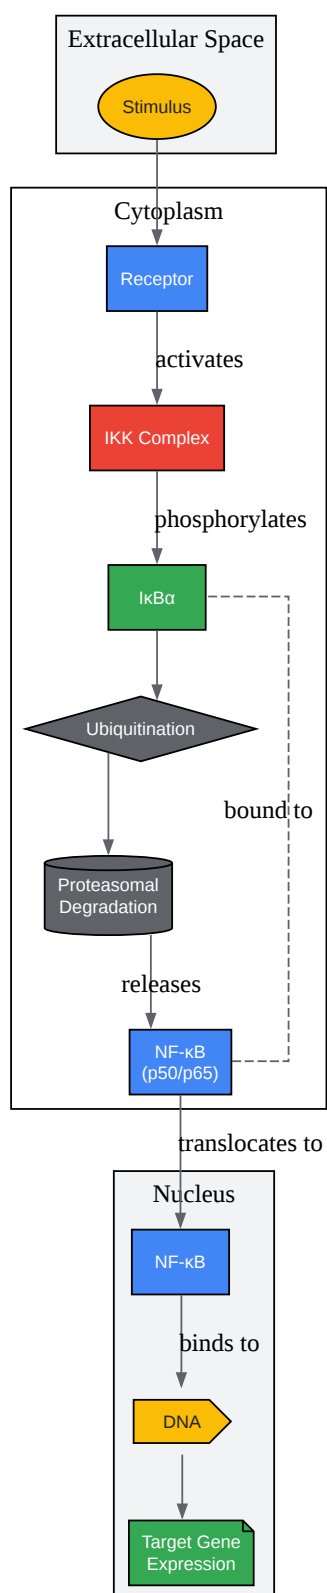 Extracellular Space
Stimulus
Cytoplasm
Receptor
activates
IKK Complex
phosphorylates
IκBα
Ubiquitination
bound to
Proteasomal
Degradation
releases
NF-κB
(p50/p65)
translocates to
Nucleus
NF-κB
binds to
DNA
Target Gene
Expression